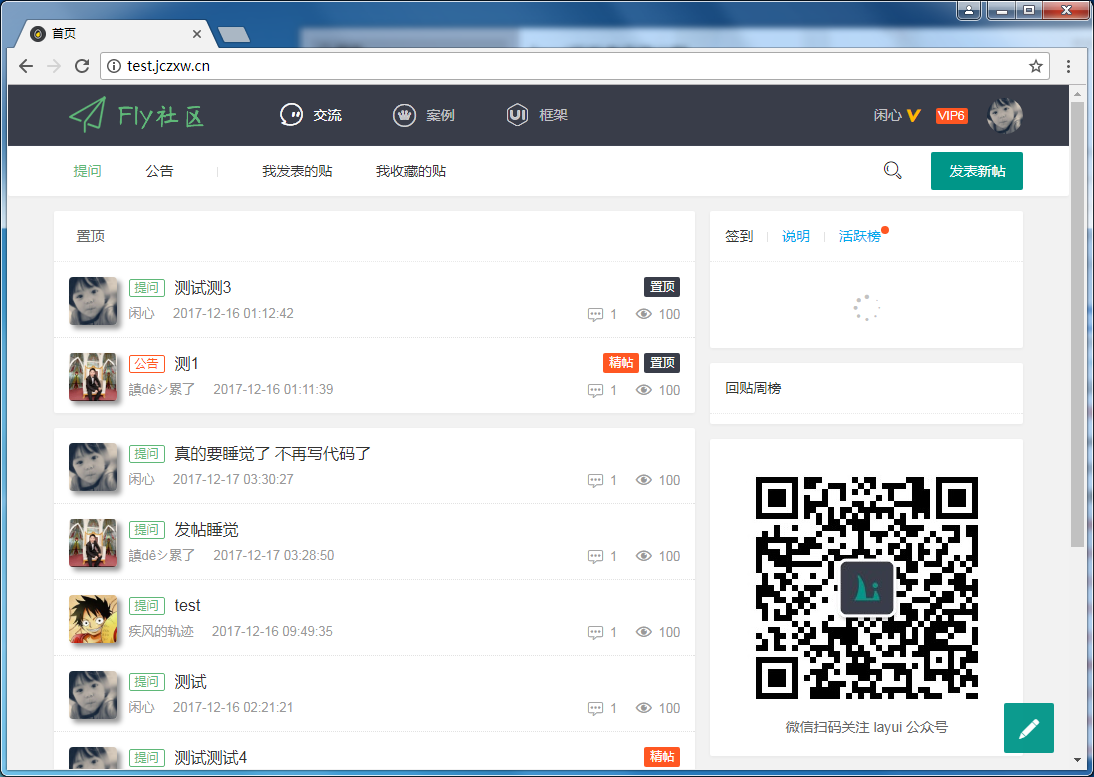 首页
test.jczxw.cn
Fly社区 交流 案例 框架 闲心 VIP6
提问 公告 我发表的贴 我收藏的贴 发表新帖
置顶
提问 测试测3 置顶
闲心 2017-12-16 01:12:42 1 100
公告 测1 精帖 置顶
謓dêシ累了 2017-12-16 01:11:39 1 100
提问 真的要睡觉了 不再写代码了
闲心 2017-12-17 03:30:27 1 100
提问 发帖睡觉
謓dêシ累了 2017-12-17 03:28:50 1 100
提问 test
疾风的轨迹 2017-12-16 09:49:35 1 100
提问 测试
闲心 2017-12-16 02:21:21 1 100
提问 测试测试4 精帖
签到 说明 活跃榜
回贴周榜
微信扫码关注 layui 公众号